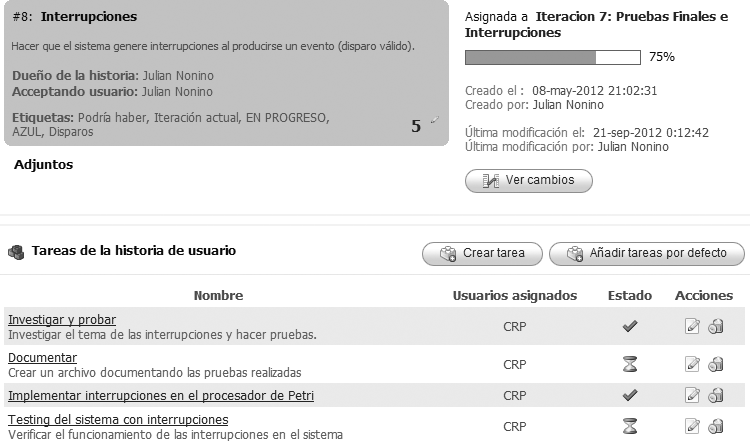 #8: Interrupciones
Hacer que el sistema genere interrupciones al producirse un evento (disparo válido).
Dueño de la historia: Julian Nonino
Acceptando usuario: Julian Nonino
Etiquetas: Podría haber, Iteración actual, EN PROGRESO,
AZUL, Disparos
5
Adjuntos
Asignada a Iteracion 7: Pruebas Finales e
Interrupciones
75%
Creado el : 08-may-2012 21:02:31
Creado por: Julian Nonino
Última modificación el: 21-sep-2012 0:12:42
Última modificación por: Julian Nonino
Ver cambios
Tareas de la historia de usuario
Crear tarea
Añadir tareas por defecto
Nombre Usuarios asignados Estado Acciones
Investigar y probar
Investigar el tema de las interrupciones y hacer pruebas.
CRP
Documentar
Crear un archivo documentando las pruebas realizadas
CRP
Implementar interrupciones en el procesador de Petri
CRP
Testing del sistema con interrupciones
Verificar el funcionamiento de las interrupciones en el sistema
CRP